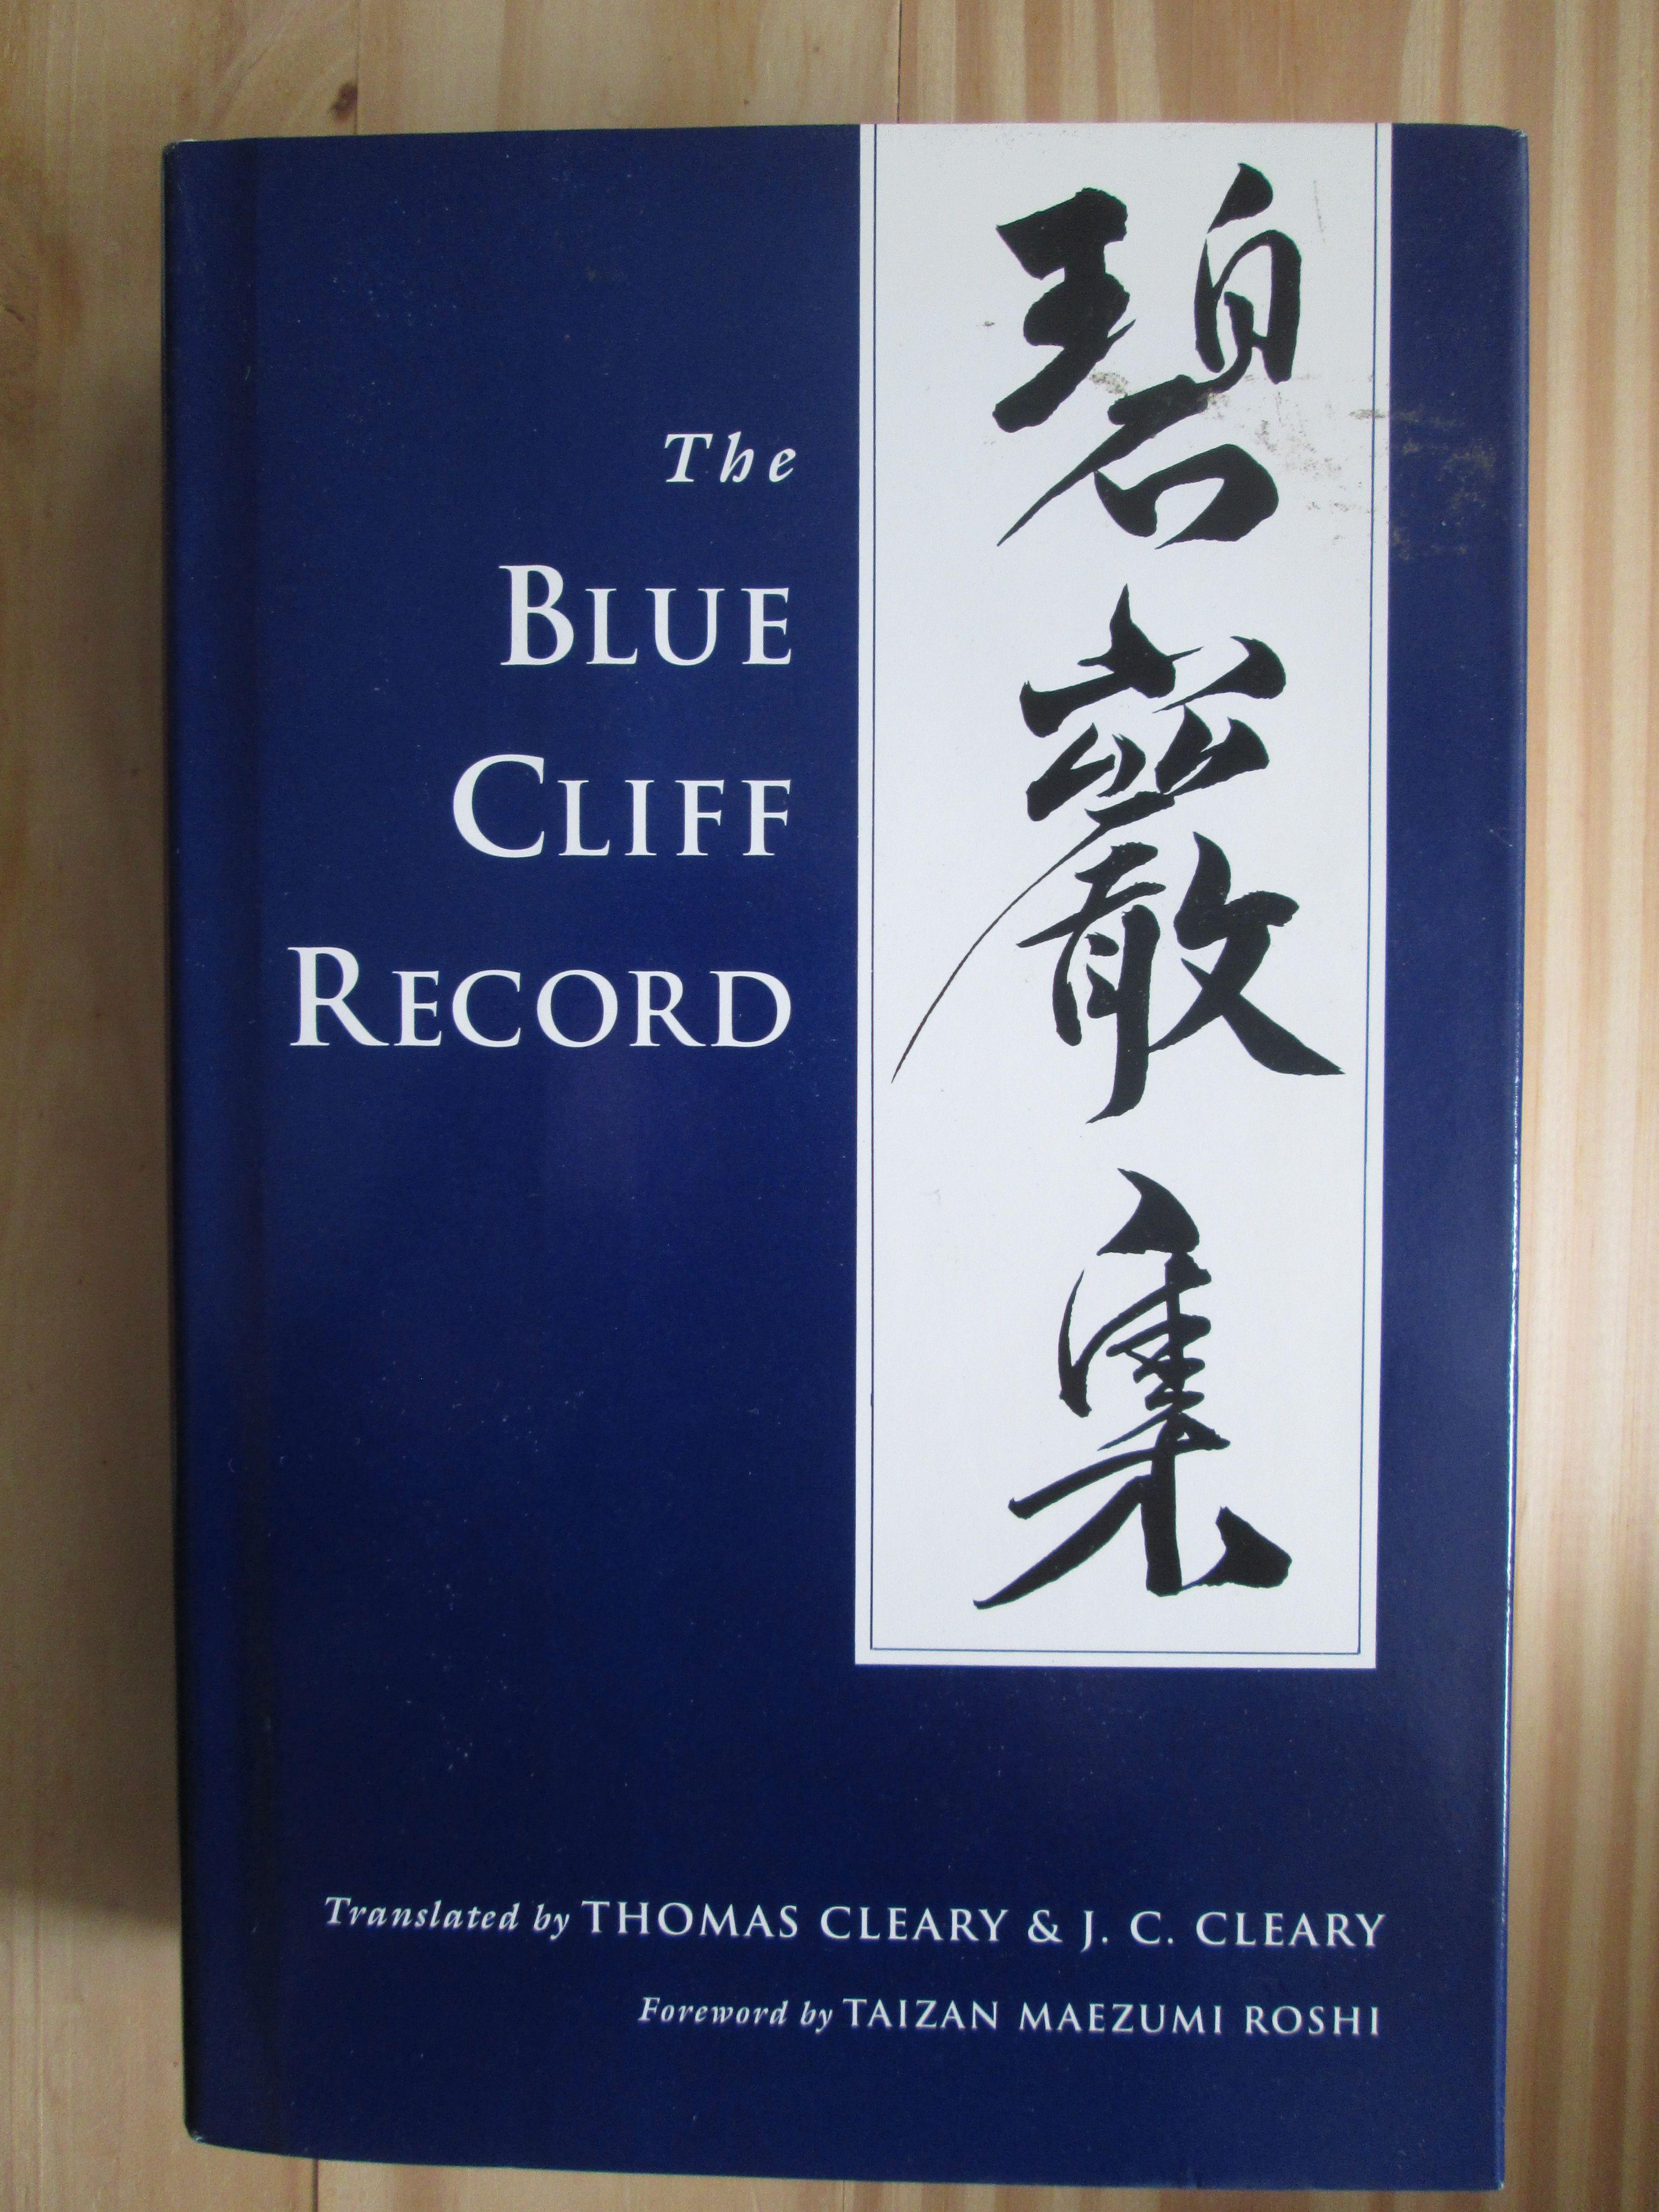 The
BLUE
CLIFF
RECORD
碧巖集
Translated by THOMAS CLEARY & J. C. CLEARY
Foreword by TAIZAN MAEZUMI ROSHI